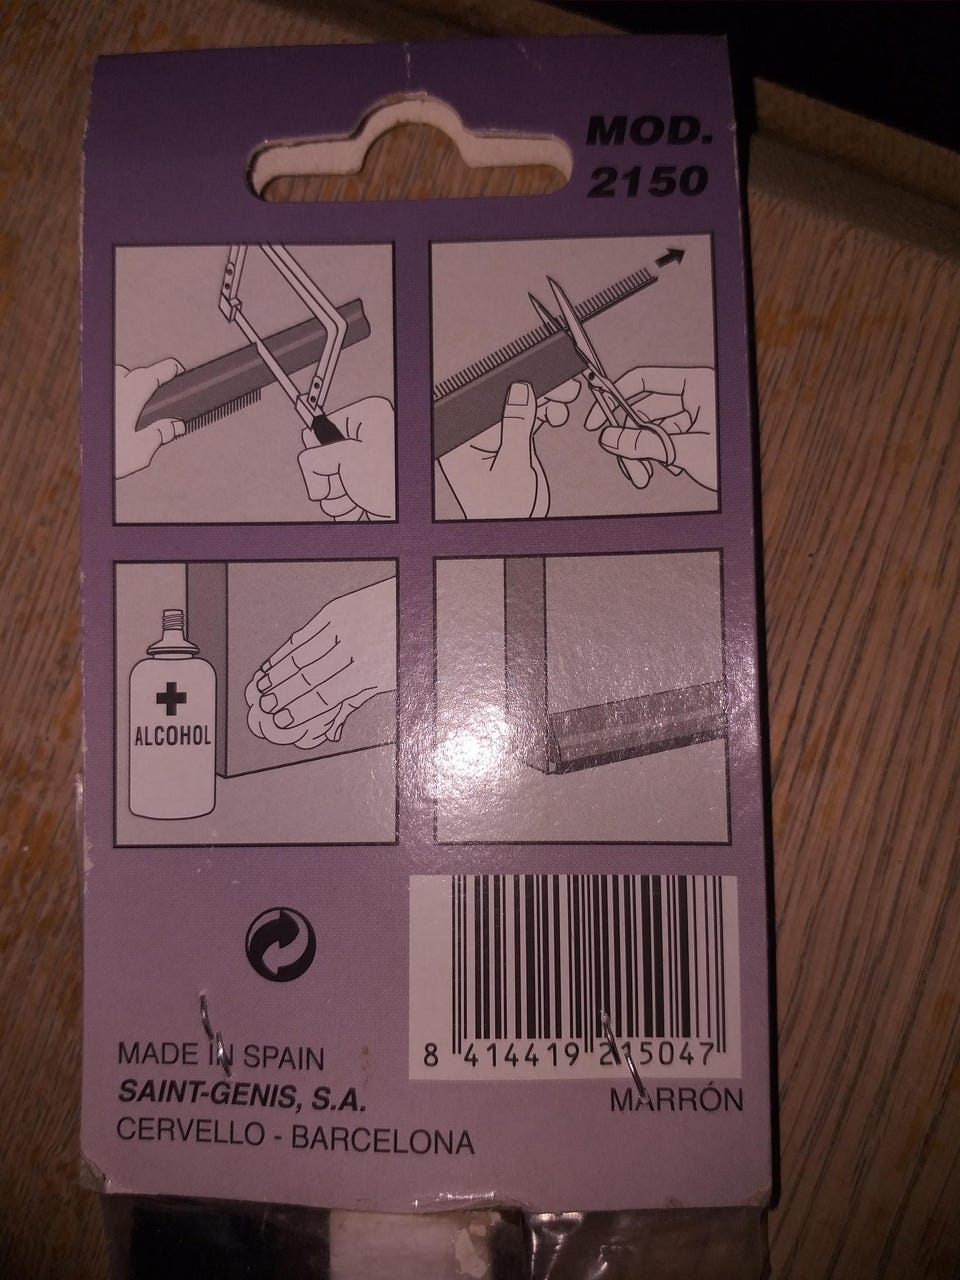 MOD.
2150
ALCOHOL
8 414419 215047
MARRÓN
MADE IN SPAIN
SAINT-GENIS, S.A.
CERVELLO - BARCELONA